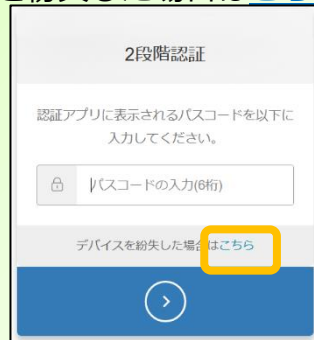 2段階認証
認証アプリに表示されるパスコードを以下に
入力してください。
パスコードの入力(6桁)
デバイスを紛失した場合はこちら